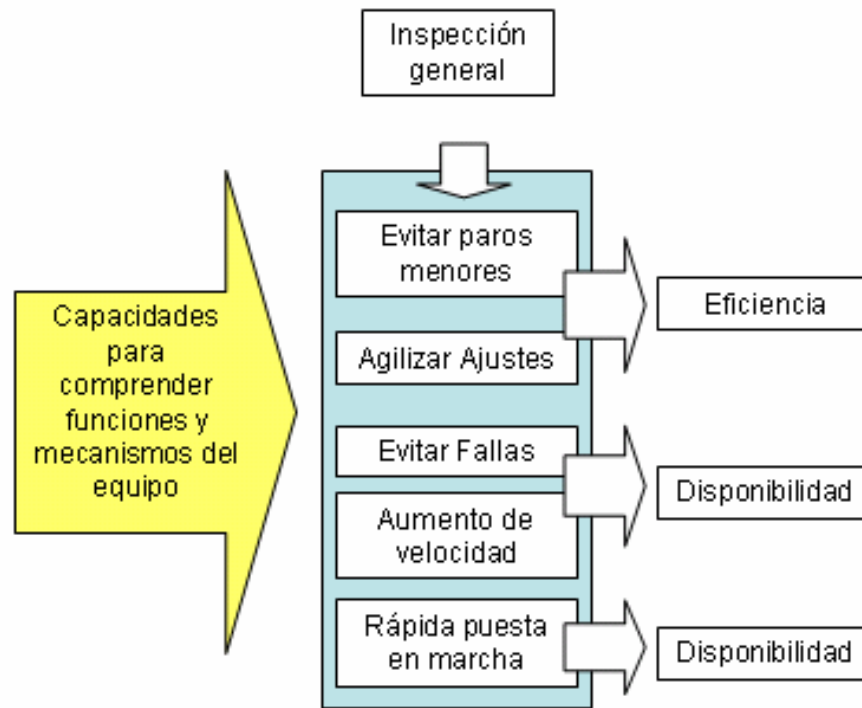 Inspección
general
Capacidades
para
comprender
funciones y
mecanismos del
equipo
Evitar paros
menores
Agilizar Ajustes
Evitar Fallas
Aumento de
velocidad
Rápida puesta
en marcha
Eficiencia
Disponibilidad
Disponibilidad